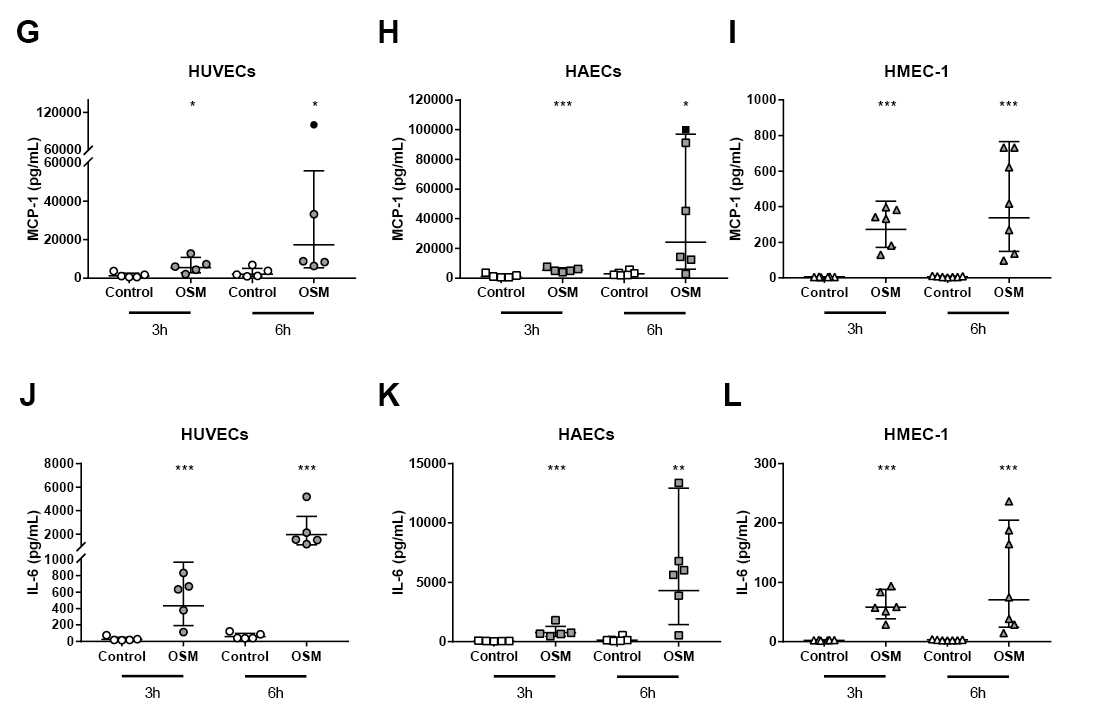 G
HUVECs
MCP-1 (pg/mL)
120000
60000
60000
40000
20000
0
* *
Control OSM Control OSM
3h 6h
H
HAECs
MCP-1 (pg/mL)
120000
100000
80000
60000
40000
20000
0
*** *
Control OSM Control OSM
3h 6h
I
HMEC-1
MCP-1 (pg/mL)
1000
800
600
400
200
0
*** ***
Control OSM Control OSM
3h 6h
J
HUVECs
IL-6 (pg/mL)
8000
6000
4000
2000
1000
800
600
400
200
0
*** ***
Control OSM Control OSM
3h 6h
K
HAECs
IL-6 (pg/mL)
15000
10000
5000
0
*** **
Control OSM Control OSM
3h 6h
L
HMEC-1
IL-6 (pg/mL)
300
200
100
0
*** ***
Control OSM Control OSM
3h 6h